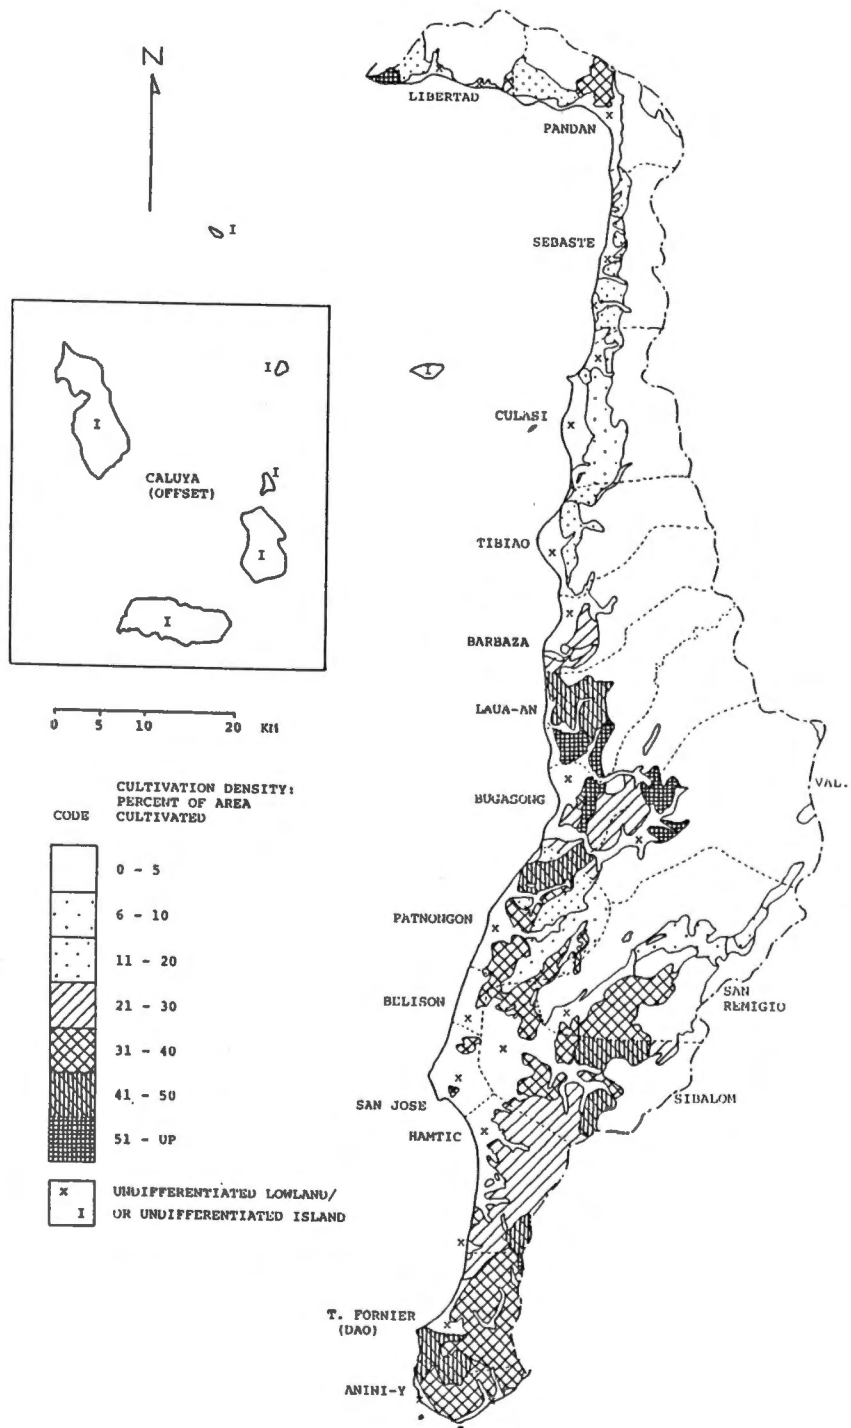 N
LIBERTAD
PANDAN
I
SEBASTE
I
I
I
CULASI
CALUYA
(OFFSET)
I
TIBIAO
I
I
BARBAZA
0 5 10 20 KM
LAUA-AN
VAL.
BUGASONG
CODE
CULTIVATION DENSITY:
PERCENT OF AREA
CULTIVATED
0 - 5
6 - 10
11 - 20
21 - 30
31 - 40
41 - 50
51 - UP
PATNONGON
BELISON
SAN
REMIGIO
SAN JOSE
SIBALOM
HAMTIC
X UNDIFFERENTIATED LOWLAND/
I OR UNDIFFERENTIATED ISLAND
T. FORNIER
(DAO)
ANINI-Y